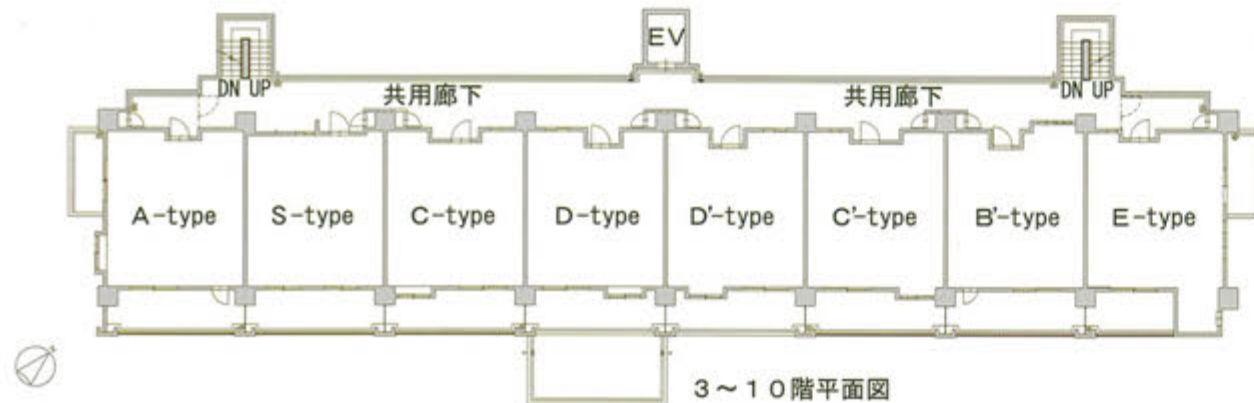 EV
DN UP
DN UP
共用廊下
共用廊下
A-type
S-type
C-type
D-type
D'-type
C'-type
B'-type
E-type
3~10階平面図